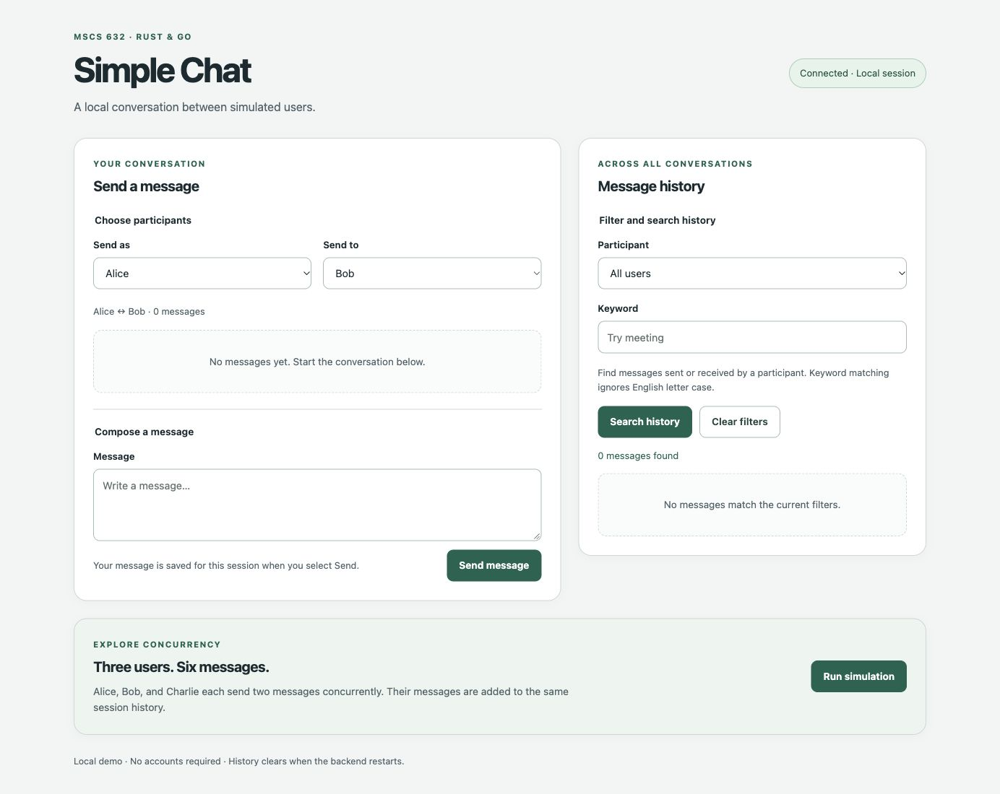 MSCS 632 · RUST & GO
Simple Chat
Connected · Local session
A local conversation between simulated users.
YOUR CONVERSATION
Send a message
Choose participants
Send as
Send to
Alice
Bob
Alice ↔ Bob · 0 messages
No messages yet. Start the conversation below.
Compose a message
Message
Write a message...
Your message is saved for this session when you select Send.
Send message
ACROSS ALL CONVERSATIONS
Message history
Filter and search history
Participant
All users
Keyword
Try meeting
Find messages sent or received by a participant. Keyword matching
ignores English letter case.
Search history
Clear filters
0 messages found
No messages match the current filters.
EXPLORE CONCURRENCY
Three users. Six messages.
Alice, Bob, and Charlie each send two messages concurrently. Their messages are added to the same
session history.
Run simulation
Local demo · No accounts required · History clears when the backend restarts.